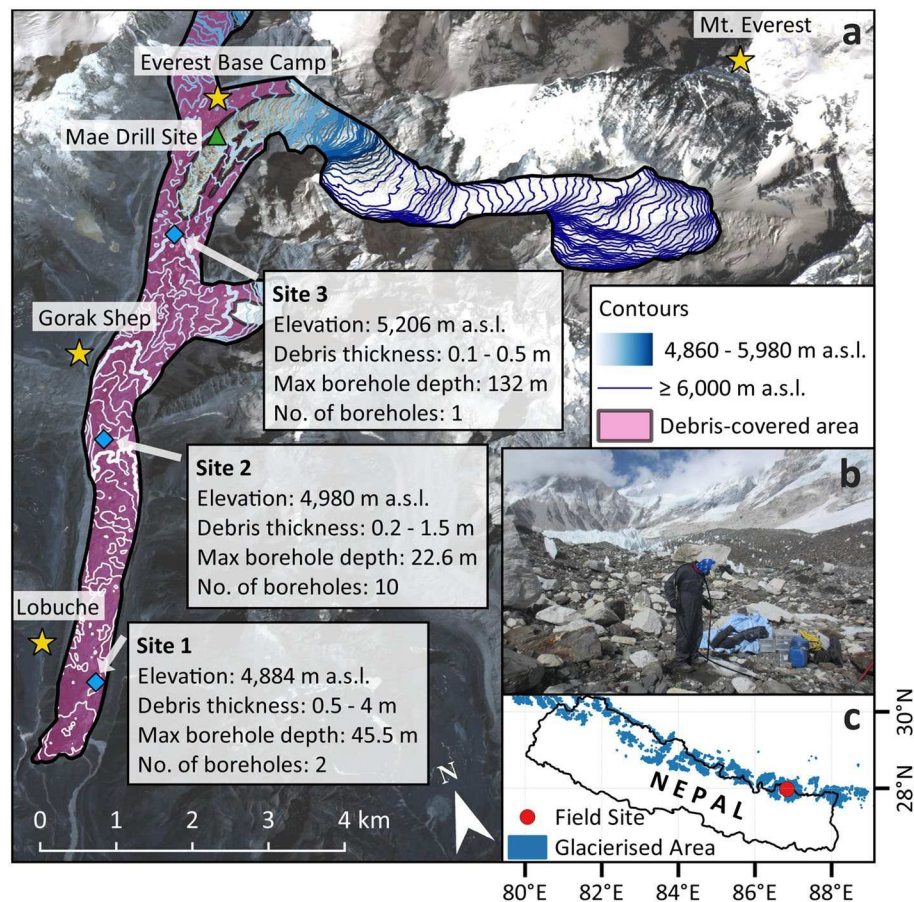 Mt. Everest
a
Everest Base Camp
Mae Drill Site
Site 3
Elevation: 5,206 m a.s.l.
Debris thickness: 0.1 - 0.5 m
Max borehole depth: 132 m
No. of boreholes: 1
Gorak Shep
Contours
4,860 - 5,980 m a.s.l.
≥ 6,000 m a.s.l.
Debris-covered area
Site 2
Elevation: 4,980 m a.s.l.
Debris thickness: 0.2 - 1.5 m
Max borehole depth: 22.6 m
No. of boreholes: 10
b
Lobuche
Site 1
Elevation: 4,884 m a.s.l.
Debris thickness: 0.5 - 4 m
Max borehole depth: 45.5 m
No. of boreholes: 2
N
0 1 2 3 4 km
c
NEPAL
Field Site
Glacierised Area
30°N
28°N
80°E 82°E 84°E 86°E 88°E